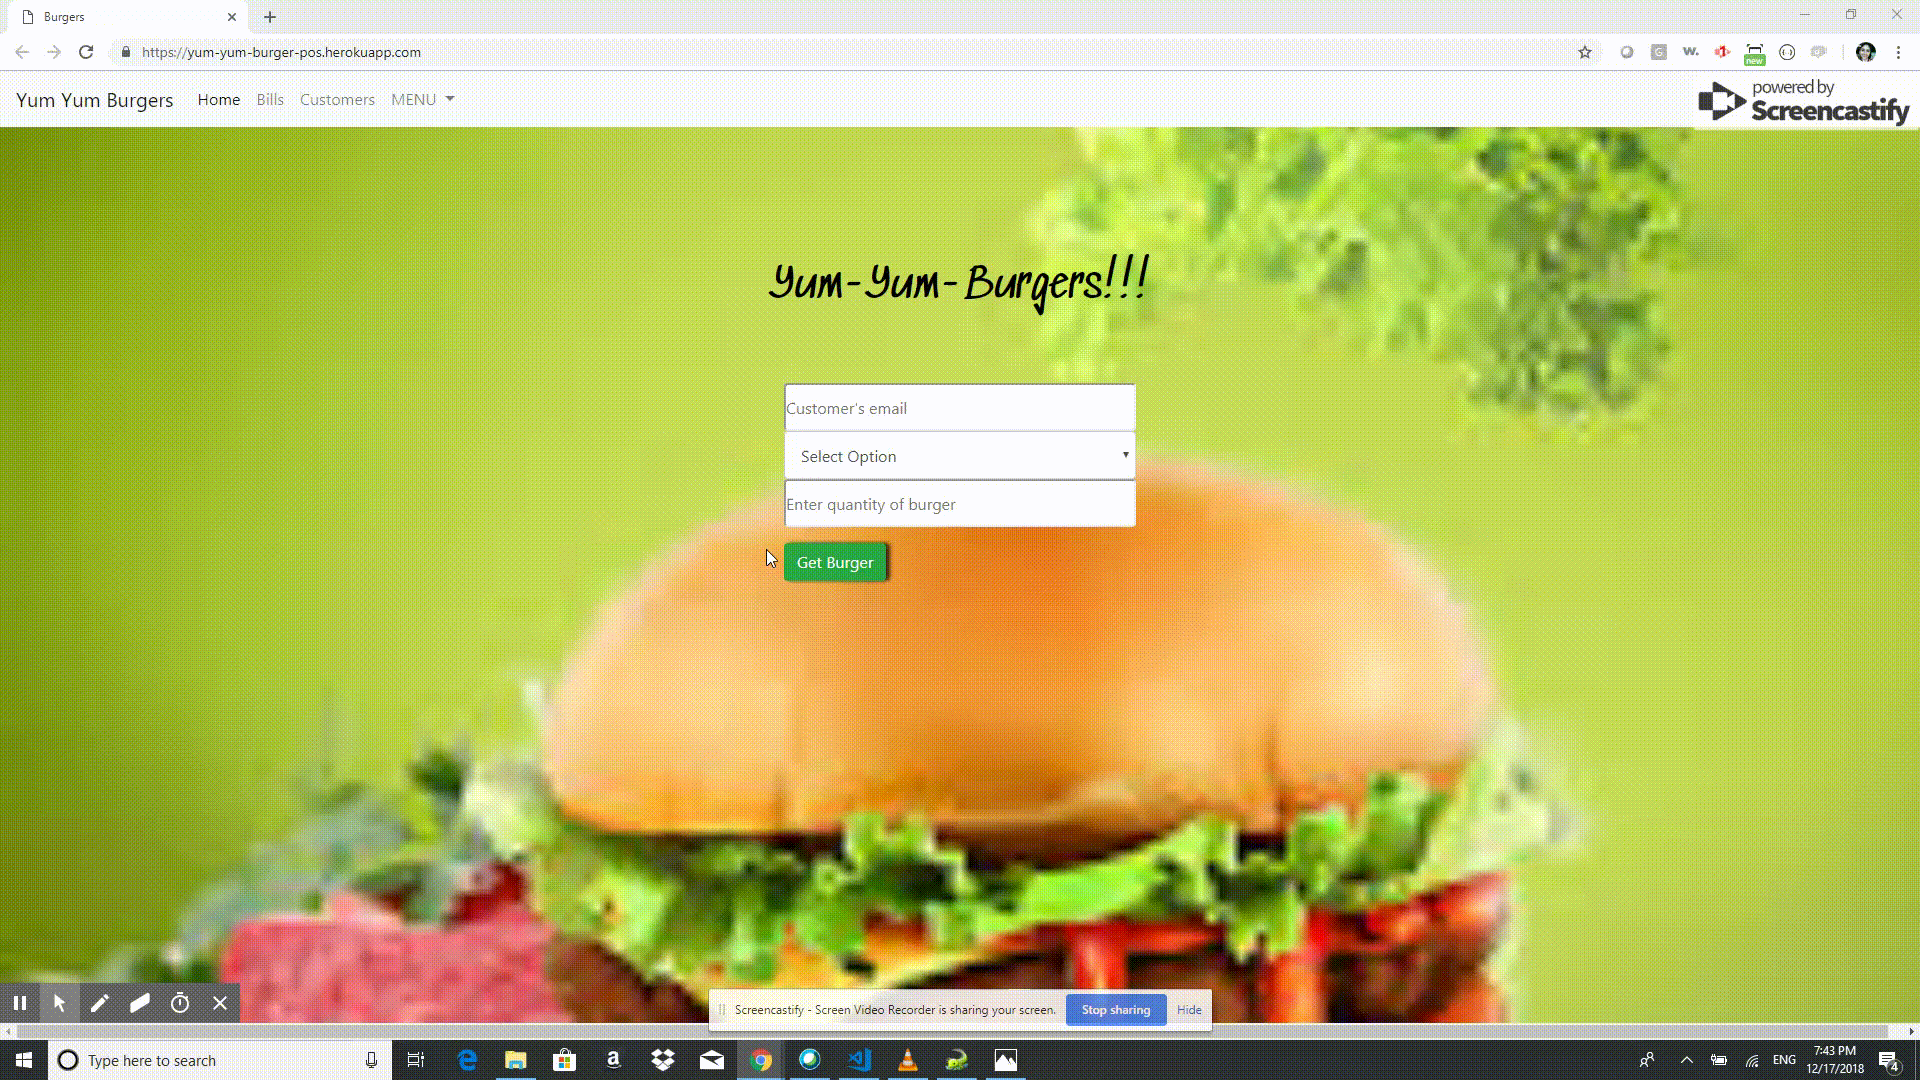 Burgers
https://yum-yum-burger-pos.herokuapp.com
new
Yum Yum Burgers Home Bills Customers MENU
powered by
Screencastify
Yum-Yum-Burgers!!!
Customer's email
Select Option
Enter quantity of burger
Get Burger
Screencastify - Screen Video Recorder is sharing your screen. Stop sharing Hide
Type here to search
ENG
7:43 PM
12/17/2018
4